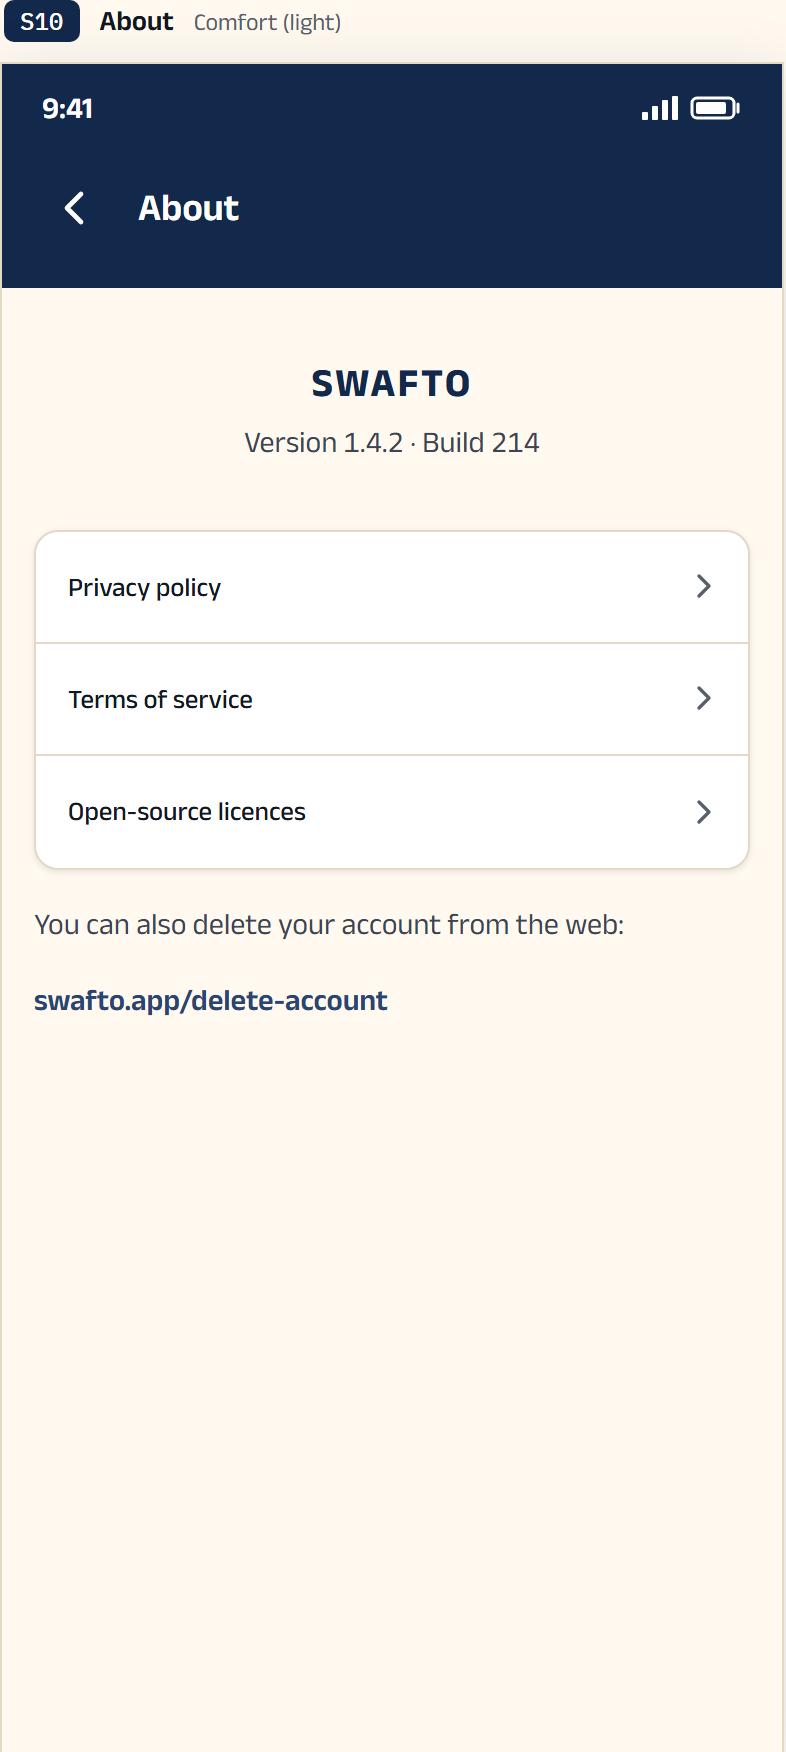 S10 About Comfort (light)
9:41
About
SWAFTO
Version 1.4.2 · Build 214
Privacy policy
Terms of service
Open-source licences
You can also delete your account from the web:
swafto.app/delete-account